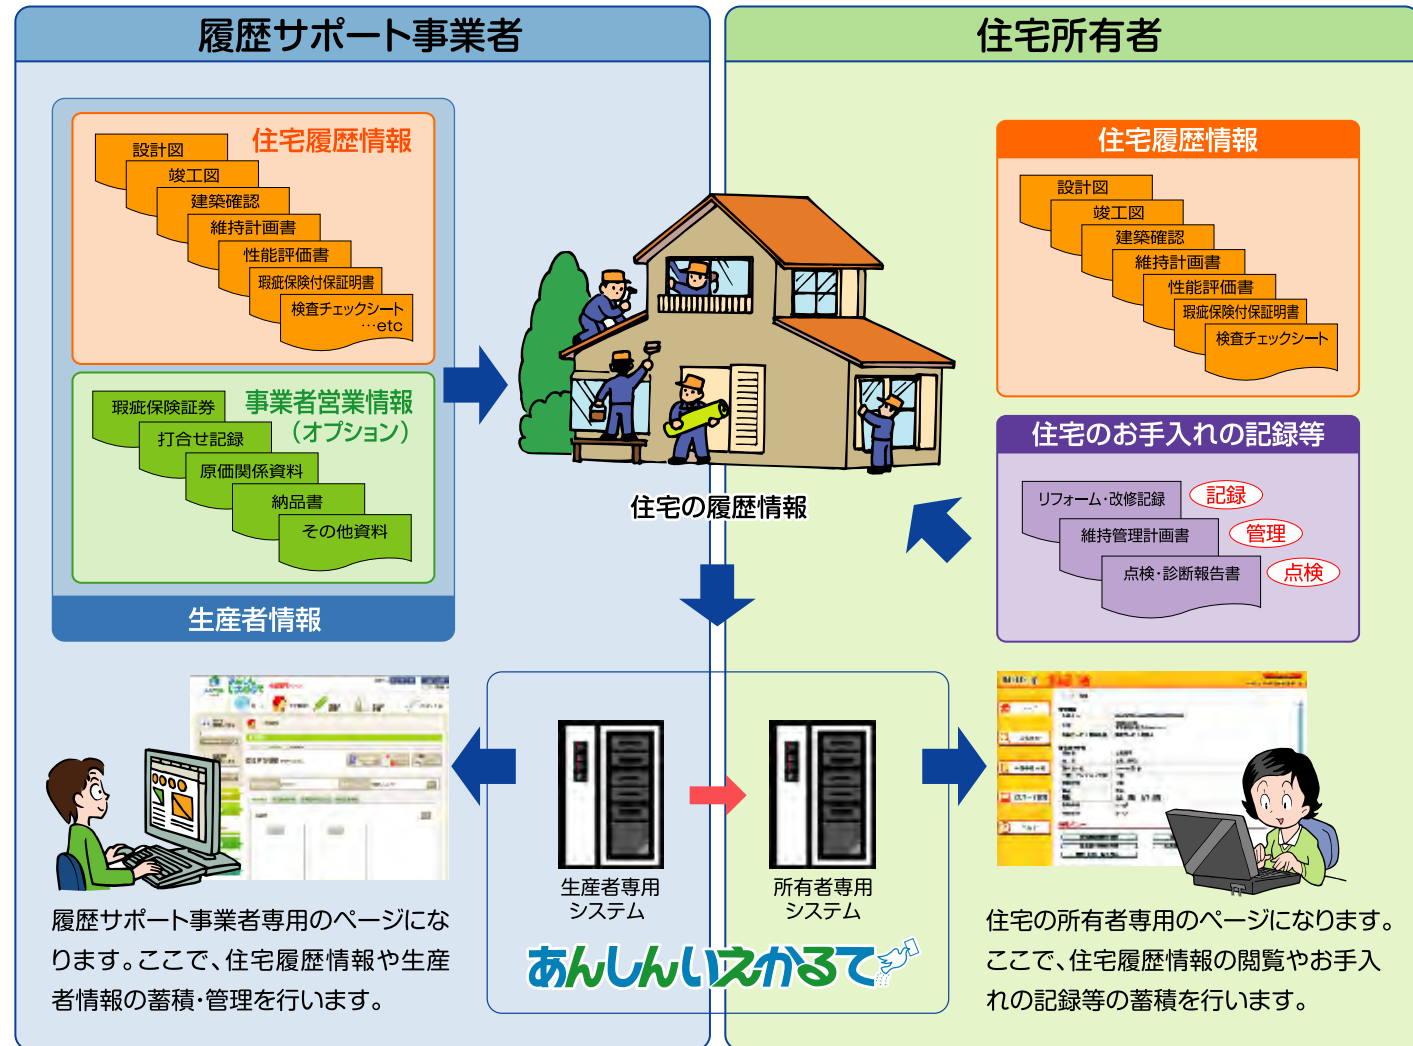 履歴サポート事業者
住宅履歴情報
設計図
竣工図
建築確認
維持計画書
性能評価書
瑕疵保険付保証明書
検査チェックシート
…etc
事業者営業情報
（オプション）
瑕疵保険証券
打合せ記録
原価関係資料
納品書
その他資料
生産者情報
住宅の履歴情報
住宅所有者
住宅履歴情報
設計図
竣工図
建築確認
維持計画書
性能評価書
瑕疵保険付保証明書
検査チェックシート
住宅のお手入れの記録等
リフォーム・改修記録
記録
維持管理計画書
管理
点検・診断報告書
点検
履歴サポート事業者専用のページにな
ります。ここで、住宅履歴情報や生産
者情報の蓄積・管理を行います。
生産者専用
システム
所有者専用
システム
あんしんいえかるて
住宅の所有者専用のページになります。
ここで、住宅履歴情報の閲覧やお手入
れの記録等の蓄積を行います。